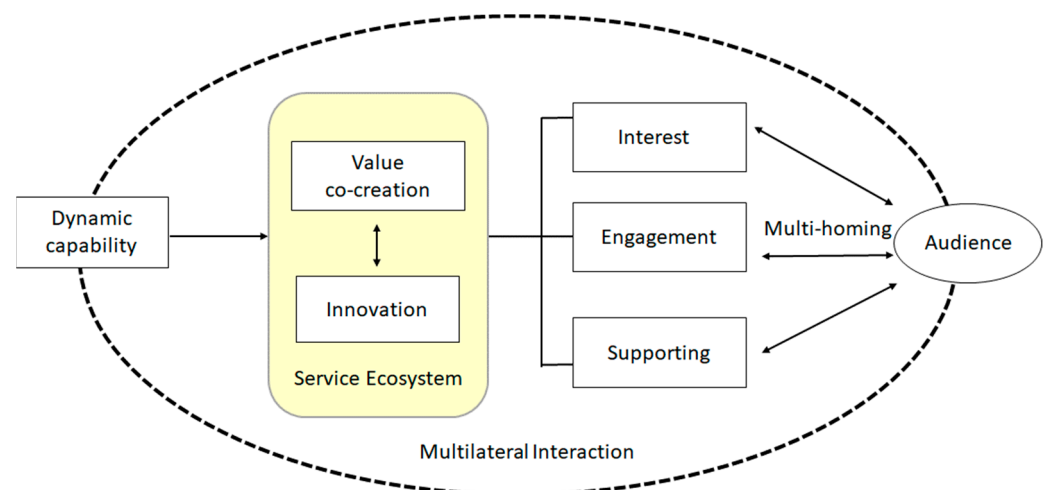 Dynamic
capability
Value
co-creation
Innovation
Service Ecosystem
Interest
Engagement
Supporting
Multi-homing
Audience
Multilateral Interaction